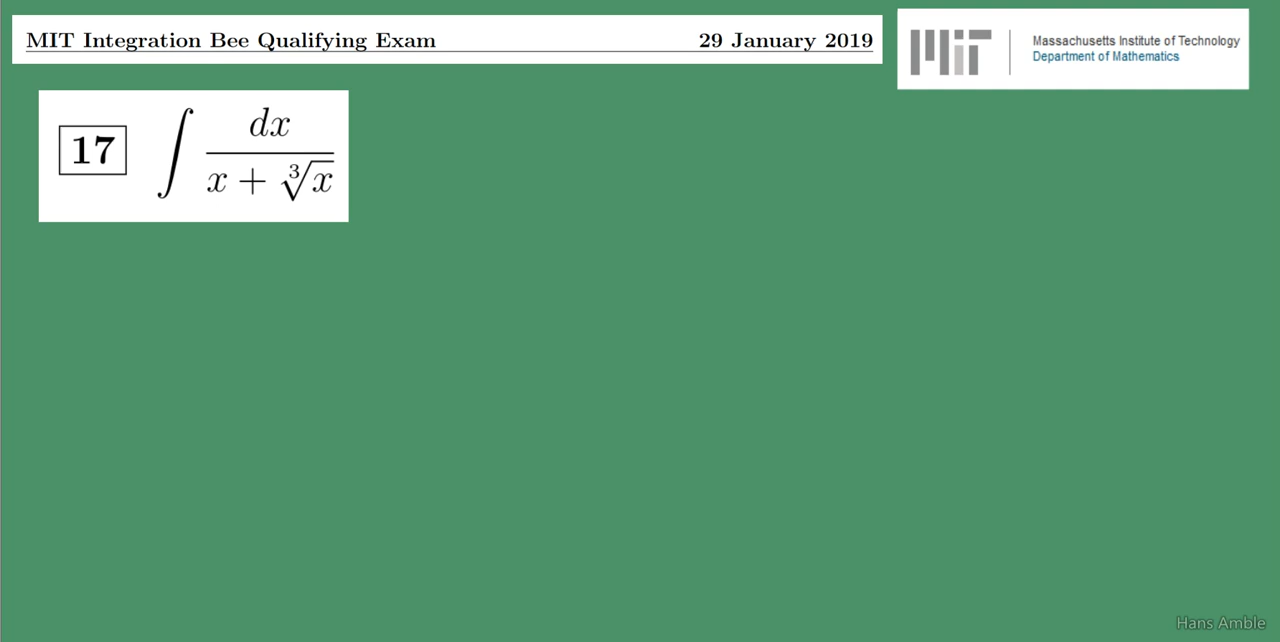 MIT Integration Bee Qualifying Exam 29 January 2019
Massachusetts Institute of Technology
Department of Mathematics
17 ∫ dx / (x + ∛x)
Hans Amble